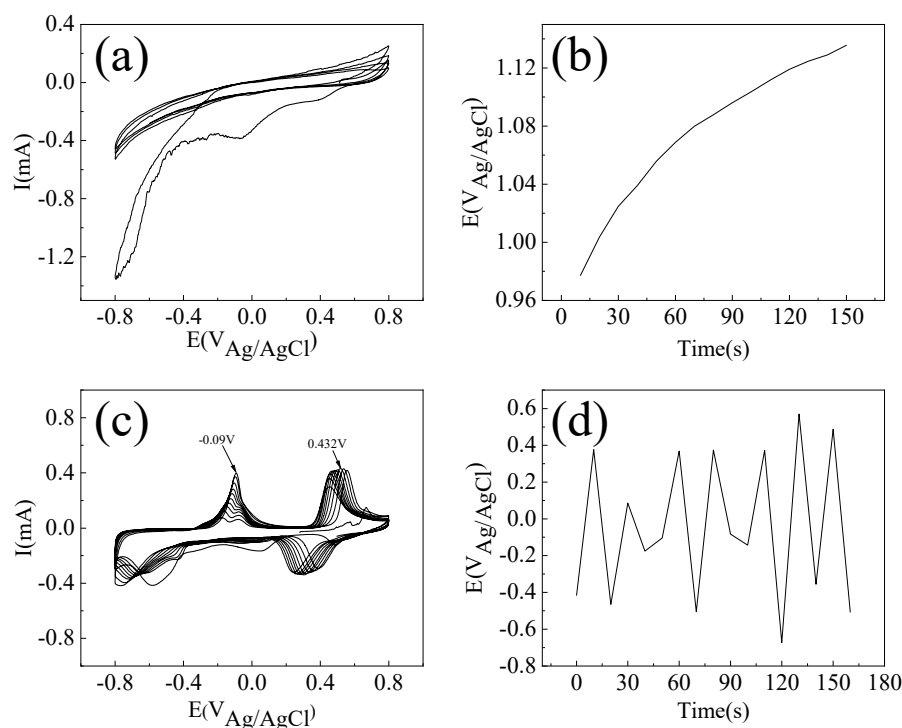 (a)
0.4
0.0
-0.4
-0.8
-1.2
I(mA)
-0.8 -0.4 0.0 0.4 0.8
E(V Ag/AgCl)
(b)
1.12
1.08
1.04
1.00
0.96
E(V Ag/AgCl)
0 30 60 90 120 150
Time(s)
(c)
-0.09V
0.432V
0.8
0.4
0.0
-0.4
-0.8
I(mA)
-0.8 -0.4 0.0 0.4 0.8
E(V Ag/AgCl)
(d)
0.6
0.4
0.2
0.0
-0.2
-0.4
-0.6
-0.8
E(V Ag/AgCl)
0 30 60 90 120 150 180
Time(s)